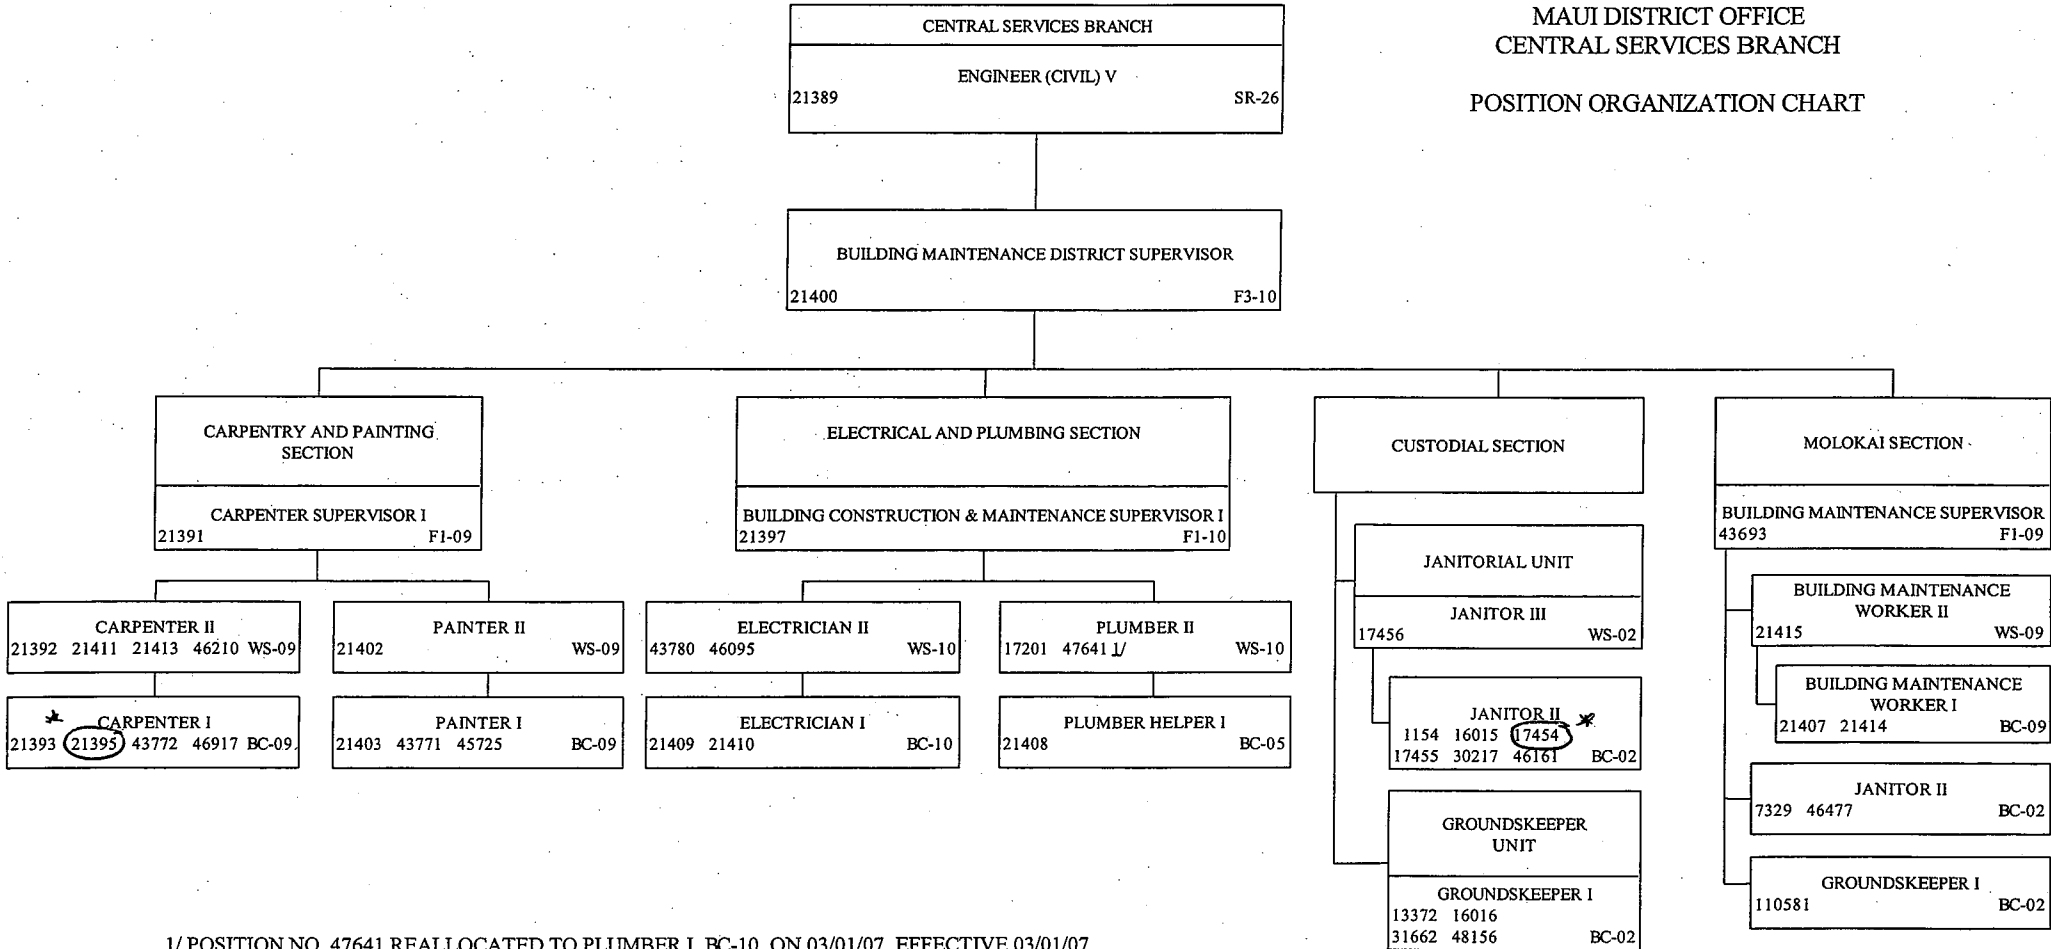 MAUI DISTRICT OFFICE
CENTRAL SERVICES BRANCH
POSITION ORGANIZATION CHART
CENTRAL SERVICES BRANCH
ENGINEER (CIVIL) V
21389 SR-26
BUILDING MAINTENANCE DISTRICT SUPERVISOR
21400 F3-10
CARPENTRY AND PAINTING
SECTION
CARPENTER SUPERVISOR I
21391 F1-09
CARPENTER II
21392 21411 21413 46210 WS-09
CARPENTER I
21393 21395 43772 46917 BC-09
PAINTER II
21402 WS-09
PAINTER I
21403 43771 45725 BC-09
ELECTRICAL AND PLUMBING SECTION
BUILDING CONSTRUCTION & MAINTENANCE SUPERVISOR I
21397 F1-10
ELECTRICIAN II
43780 46095 WS-10
ELECTRICIAN I
21409 21410 BC-10
PLUMBER II
17201 47641 1/ WS-10
PLUMBER HELPER I
21408 BC-05
CUSTODIAL SECTION
JANITORIAL UNIT
JANITOR III
17456 WS-02
JANITOR II
1154 16015 17454
17455 30217 46161 BC-02
GROUNDSKEEPER
UNIT
GROUNDSKEEPER I
13372 16016
31662 48156 BC-02
MOLOKAI SECTION
BUILDING MAINTENANCE SUPERVISOR
43693 F1-09
BUILDING MAINTENANCE
WORKER II
21415 WS-09
BUILDING MAINTENANCE
WORKER I
21407 21414 BC-09
JANITOR II
7329 46477 BC-02
GROUNDSKEEPER I
110581 BC-02
1/ POSITION NO. 47641 REALLOCATED TO PLUMBER I, BC-10, ON 03/01/07, EFFECTIVE 03/01/07